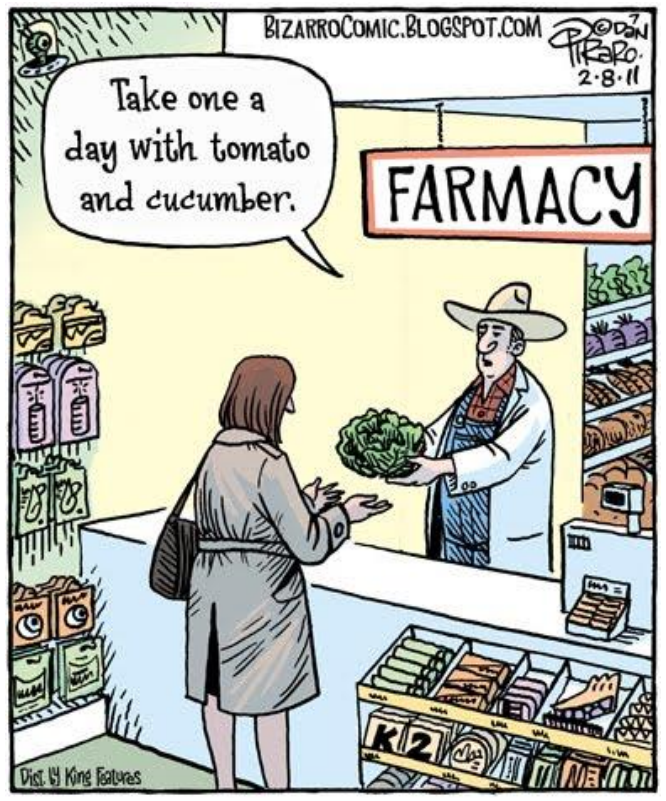 BIZARROCOMIC.BLOGSPOT.COM
© DAN
PIRARO.
2·8·11
Take one a
day with tomato
and cucumber.
FARMACY
K2
Dist. by King Features